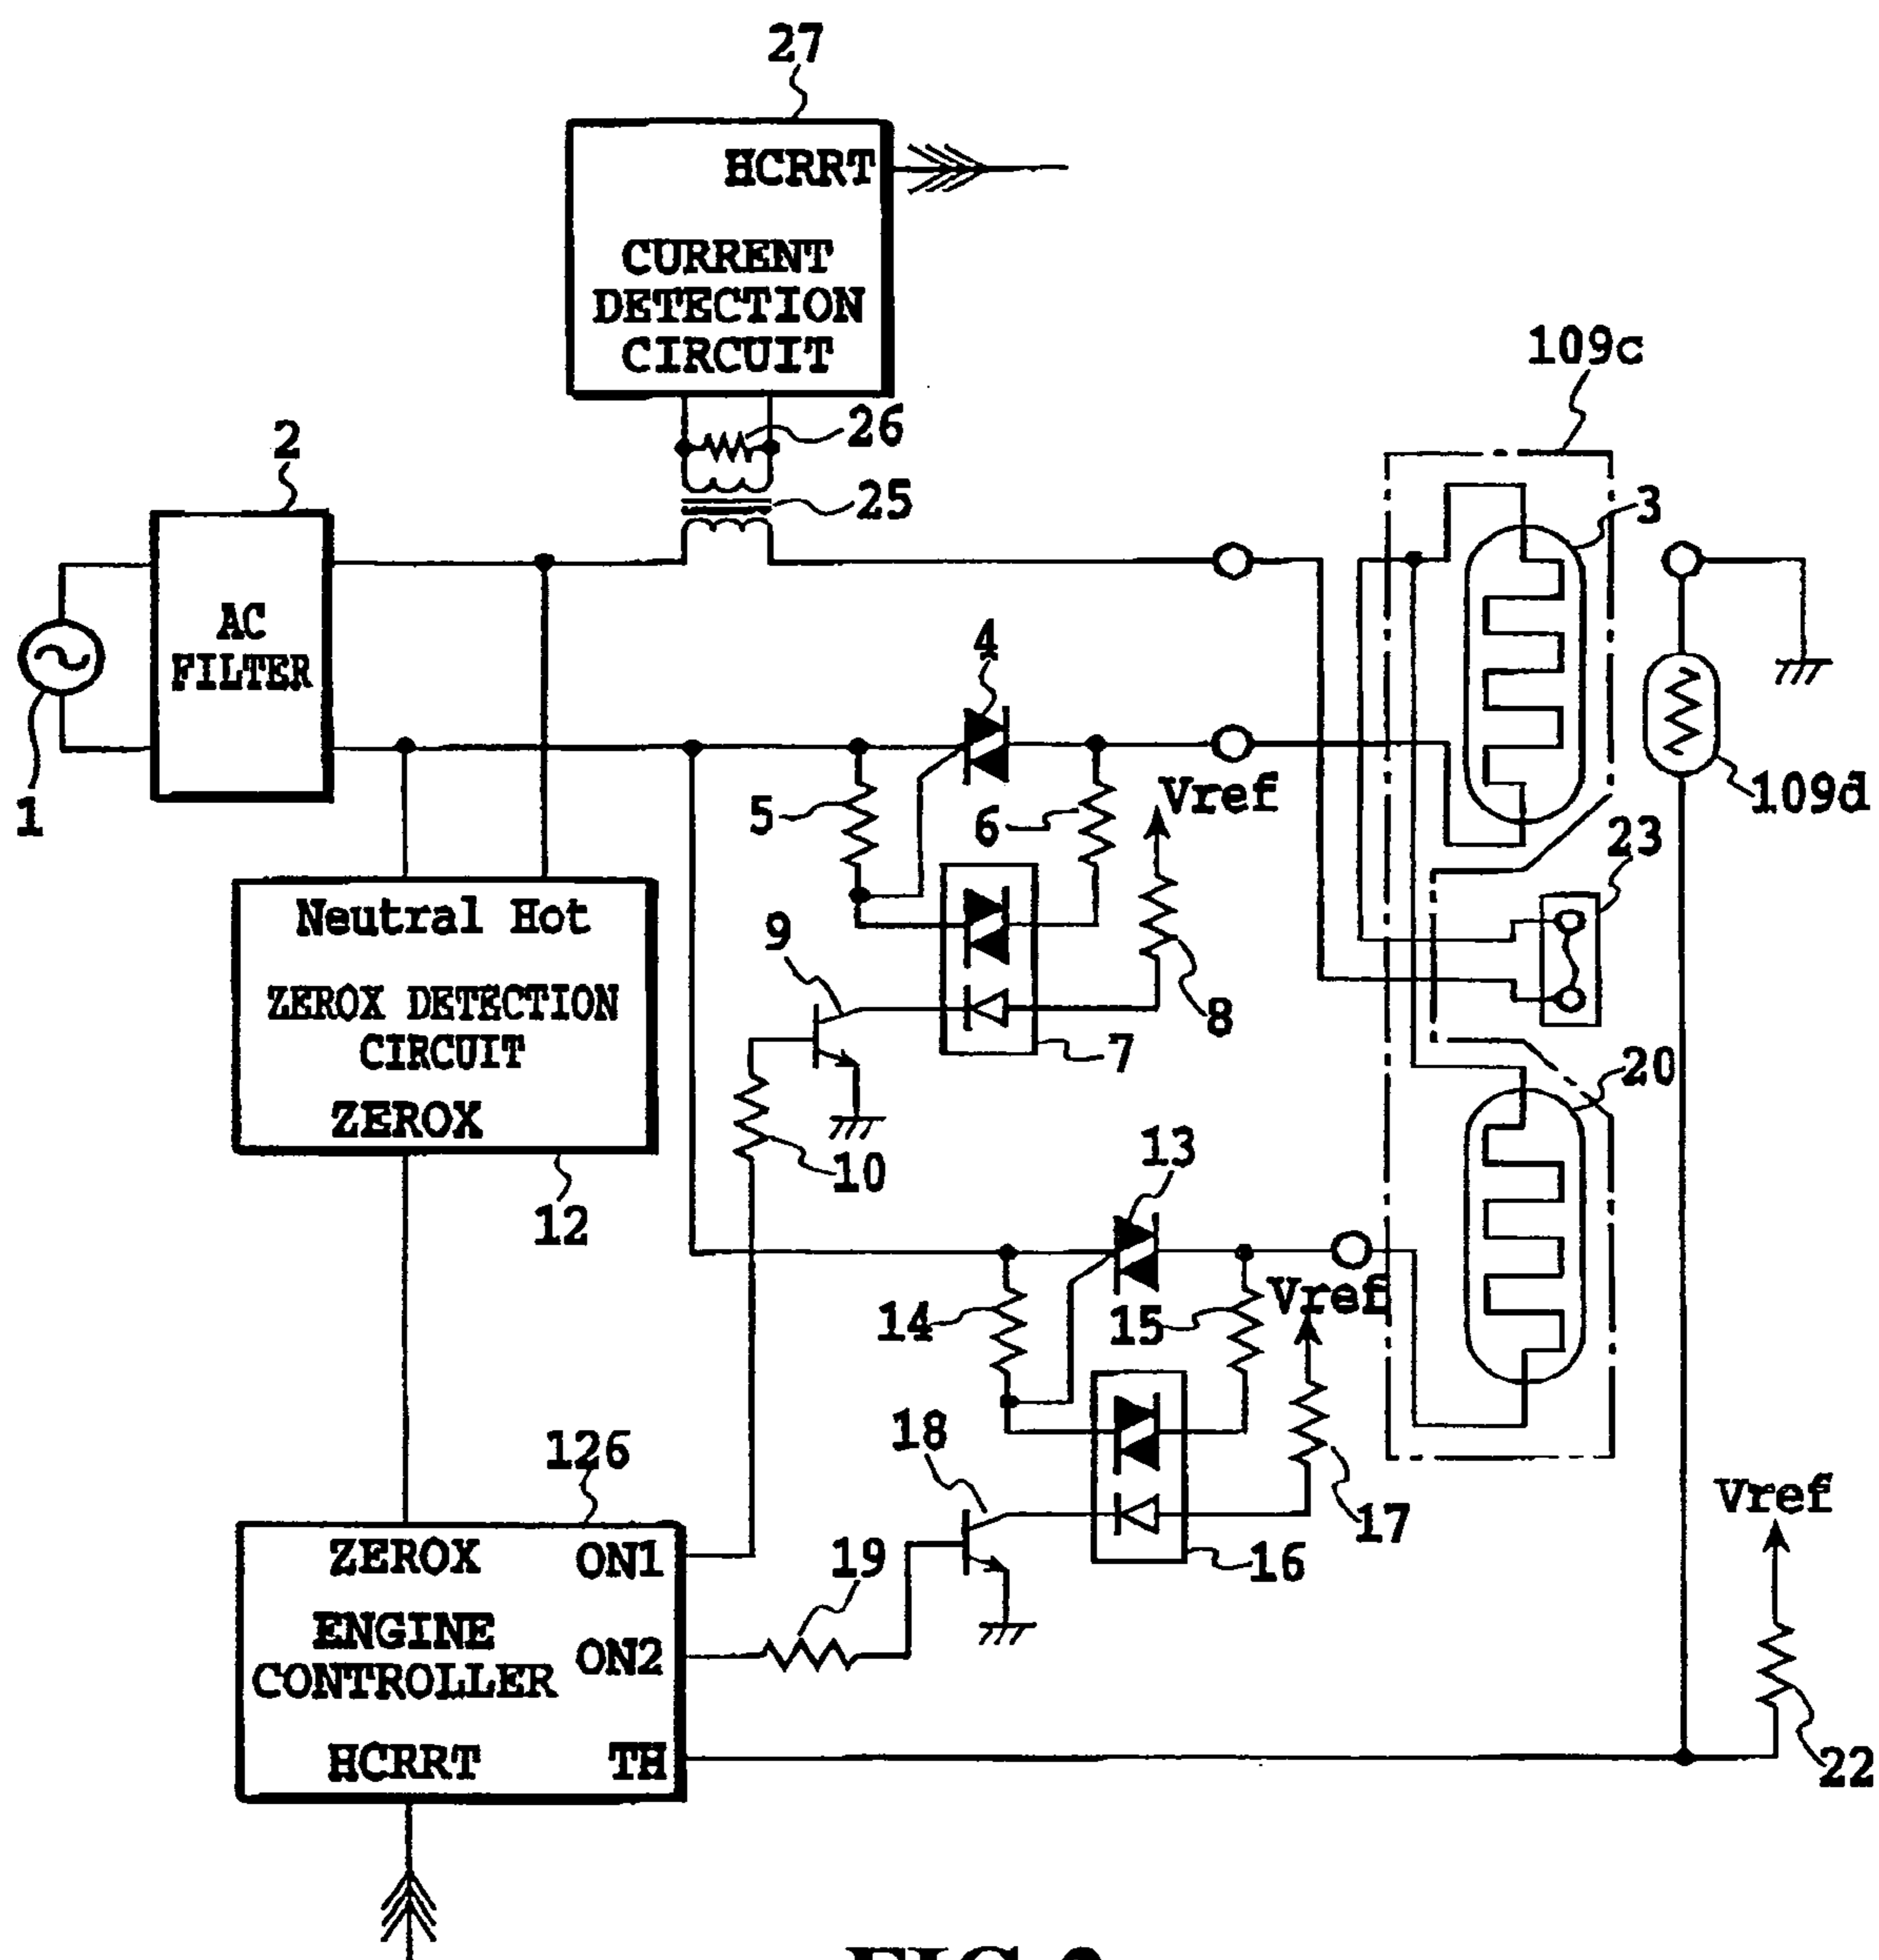 27
HCRRT
CURRENT
DETECTION
CIRCUIT
109c
26
2
25
3
AC
FILTER
4
1
5
6
Vref
109d
23
Neutral Hot
9
ZEROX DETECTION
CIRCUIT
8
7
20
ZEROX
10
13
12
14
15
Vref
18
126
17
Vref
ZEROX
ON1
19
16
ENGINE
CONTROLLER
ON2
HCRRT
TH
22